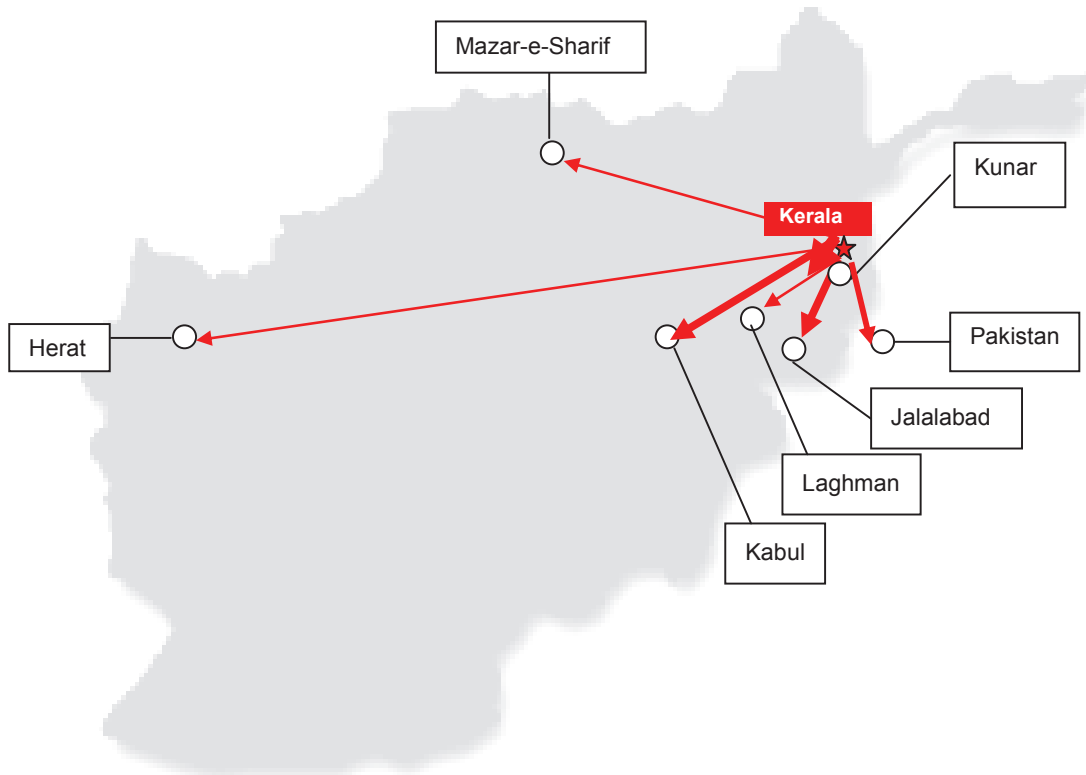 Mazar-e-Sharif
Kunar
Kerala
Herat
Pakistan
Jalalabad
Laghman
Kabul